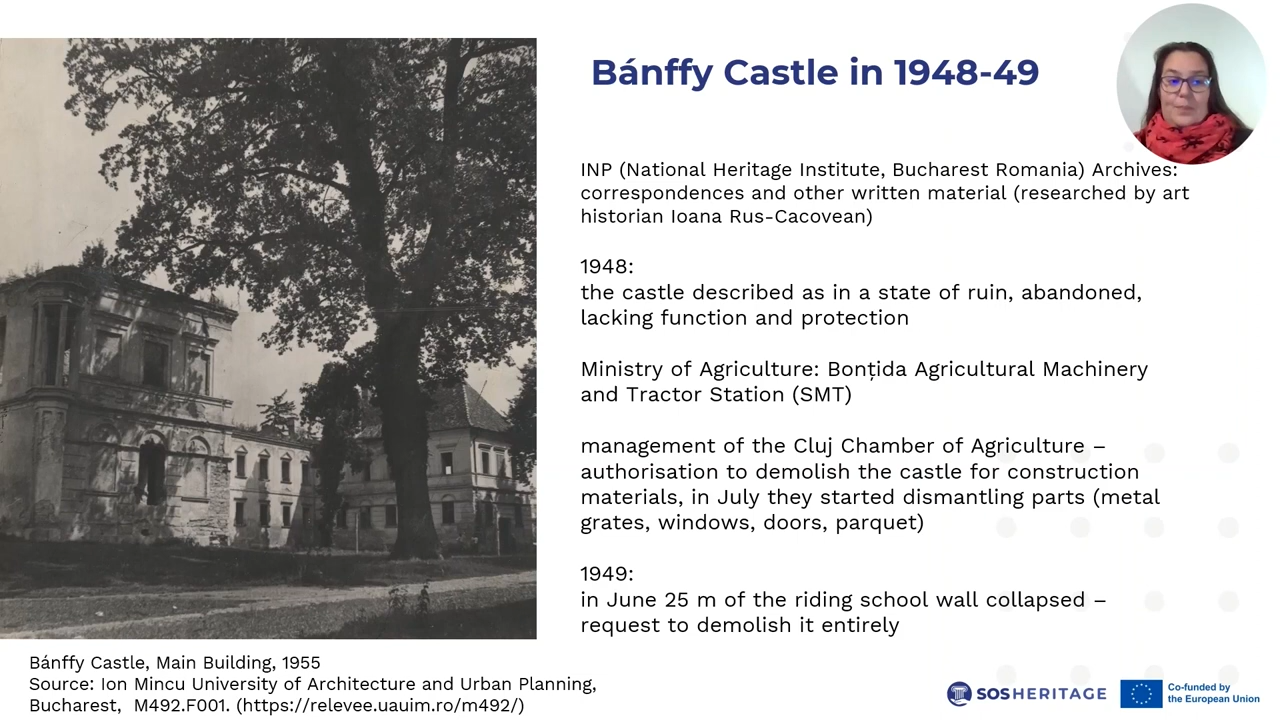 Bánffy Castle in 1948-49
INP (National Heritage Institute, Bucharest Romania) Archives:
correspondences and other written material (researched by art
historian Ioana Rus-Cacovean)
1948:
the castle described as in a state of ruin, abandoned,
lacking function and protection
Ministry of Agriculture: Bonțida Agricultural Machinery
and Tractor Station (SMT)
management of the Cluj Chamber of Agriculture –
authorisation to demolish the castle for construction
materials, in July they started dismantling parts (metal
grates, windows, doors, parquet)
1949:
in June 25 m of the riding school wall collapsed –
request to demolish it entirely
Bánffy Castle, Main Building, 1955
Source: Ion Mincu University of Architecture and Urban Planning,
Bucharest, M492.F001. (https://relevee.uauim.ro/m492/)
SOSHERITAGE
Co-funded by
the European Union